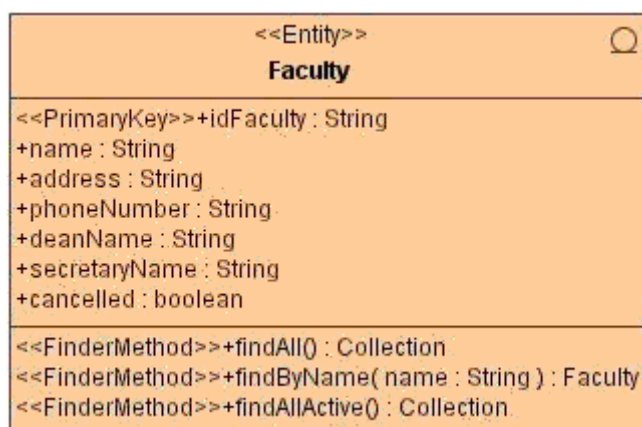 <<Entity>>
Faculty
<<PrimaryKey>>+idFaculty : String
+name : String
+address : String
+phoneNumber : String
+deanName : String
+secretaryName : String
+cancelled : boolean
<<FinderMethod>>+findAll() : Collection
<<FinderMethod>>+findByName( name : String ) : Faculty
<<FinderMethod>>+findAllActive() : Collection